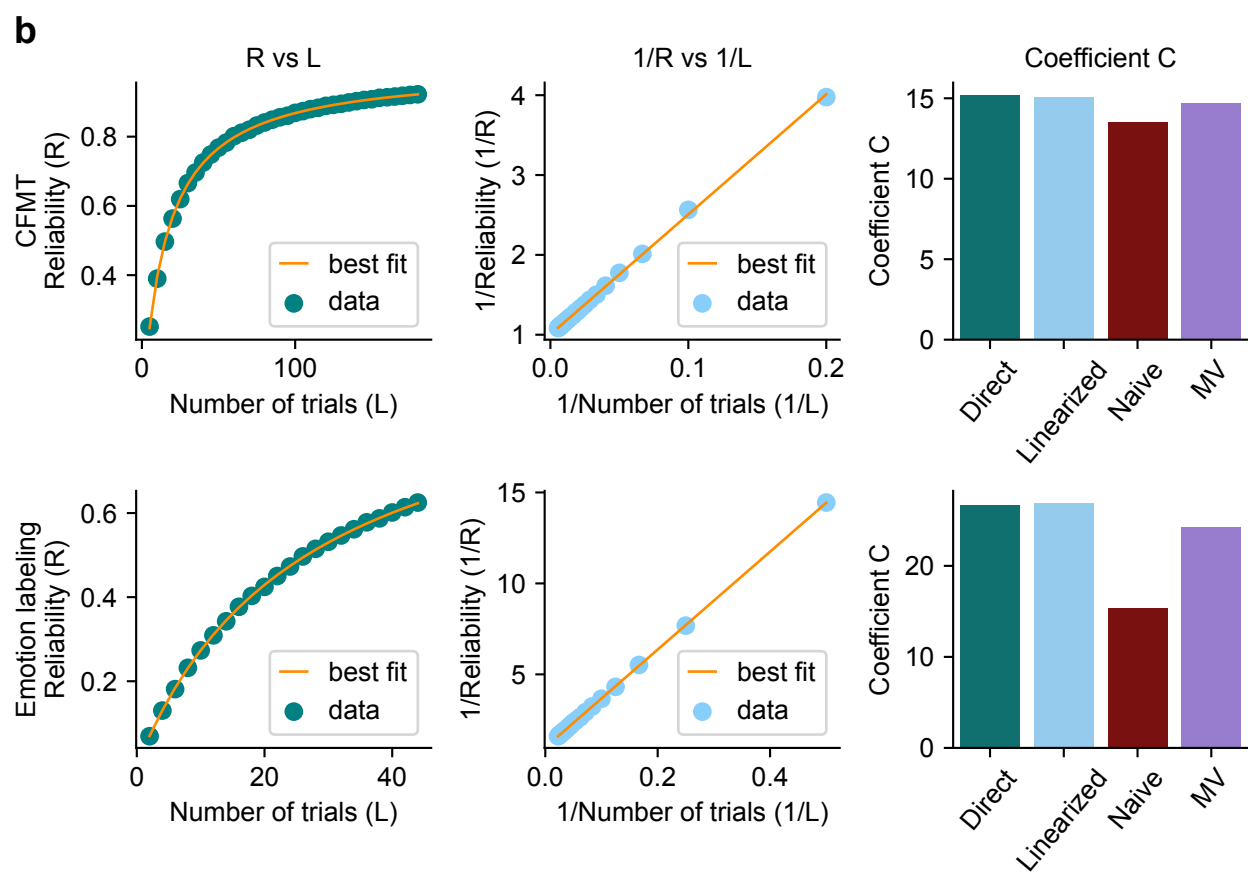 b
R vs L
1/R vs 1/L
Coefficient C
CFMT
Reliability (R)
0.8
0.6
0.4
best fit
data
0
100
Number of trials (L)
1/Reliability (1/R)
4
3
2
1
best fit
data
0.0
0.1
0.2
1/Number of trials (1/L)
Coefficient C
15
10
5
0
Direct
Linearized
Naive
MV
Emotion labeling
Reliability (R)
0.6
0.4
0.2
best fit
data
0
20
40
Number of trials (L)
1/Reliability (1/R)
15
10
5
best fit
data
0.0
0.2
0.4
1/Number of trials (1/L)
Coefficient C
20
10
0
Direct
Linearized
Naive
MV